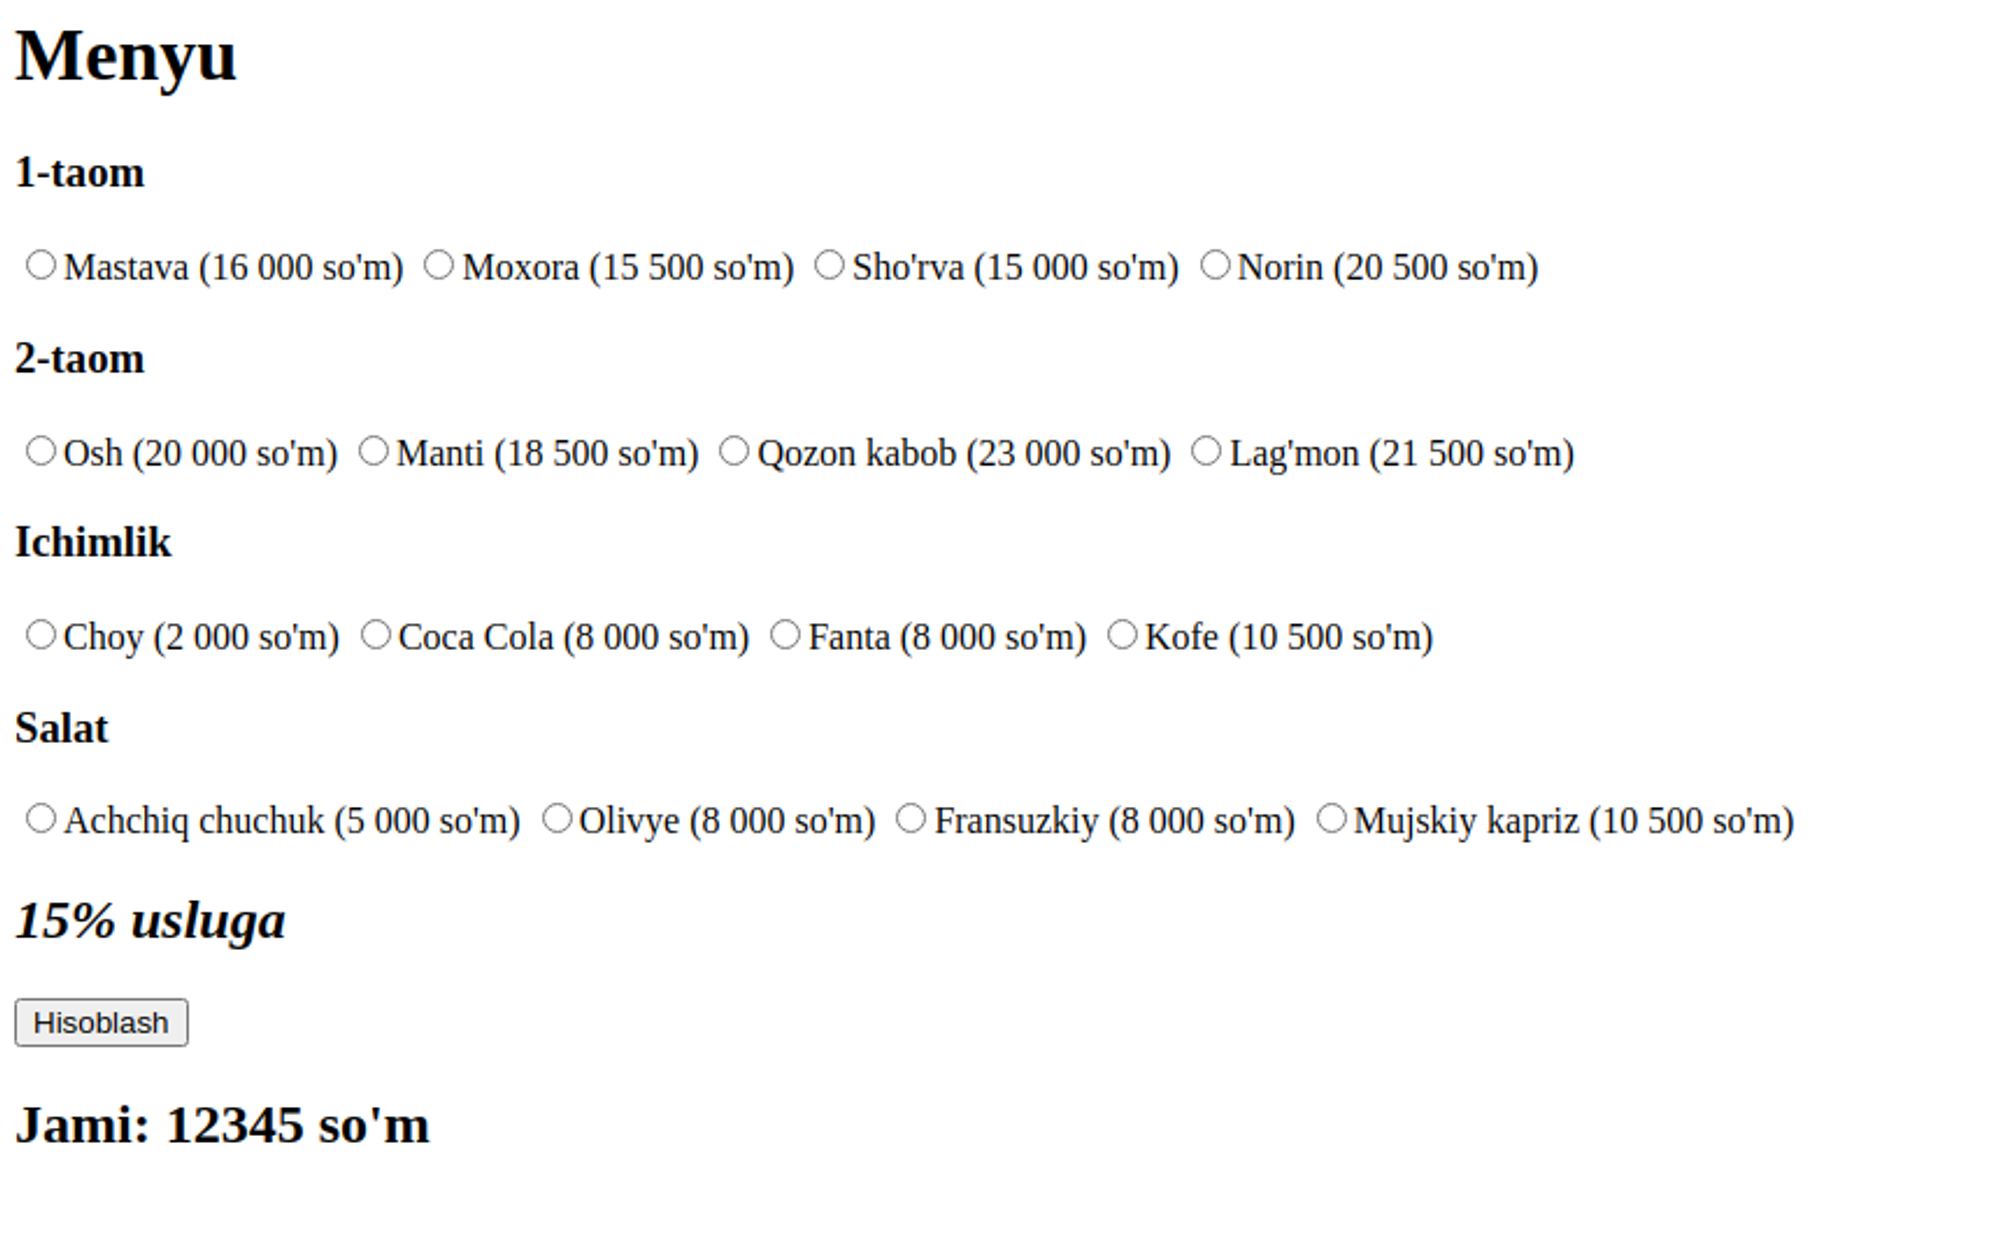 Menyu
1-taom
Mastava (16 000 so'm) Moxora (15 500 so'm) Sho'rva (15 000 so'm) Norin (20 500 so'm)
2-taom
Osh (20 000 so'm) Manti (18 500 so'm) Qozon kabob (23 000 so'm) Lag'mon (21 500 so'm)
Ichimlik
Choy (2 000 so'm) Coca Cola (8 000 so'm) Fanta (8 000 so'm) Kofe (10 500 so'm)
Salat
Achchiq chuchuk (5 000 so'm) Olivye (8 000 so'm) Fransuzkiy (8 000 so'm) Mujskiy kapriz (10 500 so'm)
15% usluga
Hisoblash
Jami: 12345 so'm